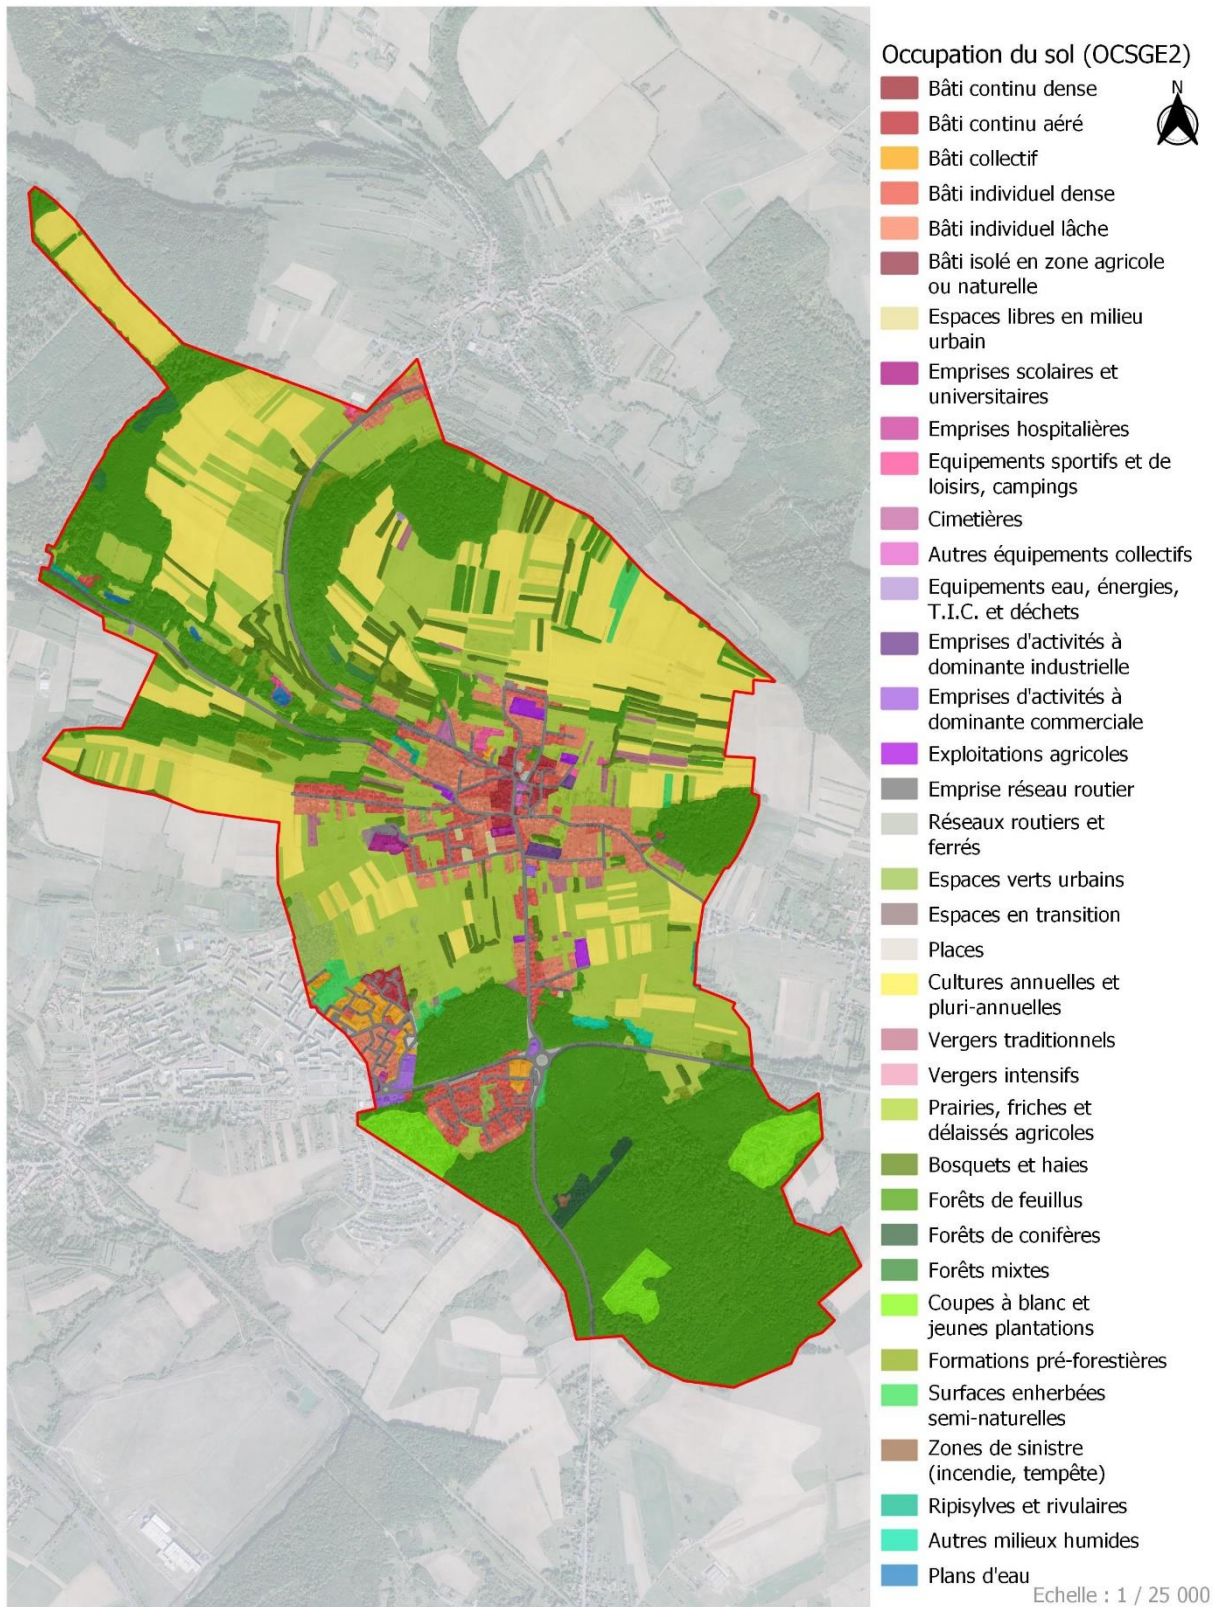 Occupation du sol (OCSGE2)
N
Bâti continu dense
Bâti continu aéré
Bâti collectif
Bâti individuel dense
Bâti individuel lâche
Bâti isolé en zone agricole
ou naturelle
Espaces libres en milieu
urbain
Emprises scolaires et
universitaires
Emprises hospitalières
Equipements sportifs et de
loisirs, campings
Cimetières
Autres équipements collectifs
Equipements eau, énergies,
T.I.C. et déchets
Emprises d'activités à
dominante industrielle
Emprises d'activités à
dominante commerciale
Exploitations agricoles
Emprise réseau routier
Réseaux routiers et
ferrés
Espaces verts urbains
Espaces en transition
Places
Cultures annuelles et
pluri-annuelles
Vergers traditionnels
Vergers intensifs
Prairies, friches et
délaissés agricoles
Bosquets et haies
Forêts de feuillus
Forêts de conifères
Forêts mixtes
Coupes à blanc et
jeunes plantations
Formations pré-forestières
Surfaces enherbées
semi-naturelles
Zones de sinistre
(incendie, tempête)
Ripisylves et rivulaires
Autres milieux humides
Plans d'eau
Echelle : 1 / 25 000